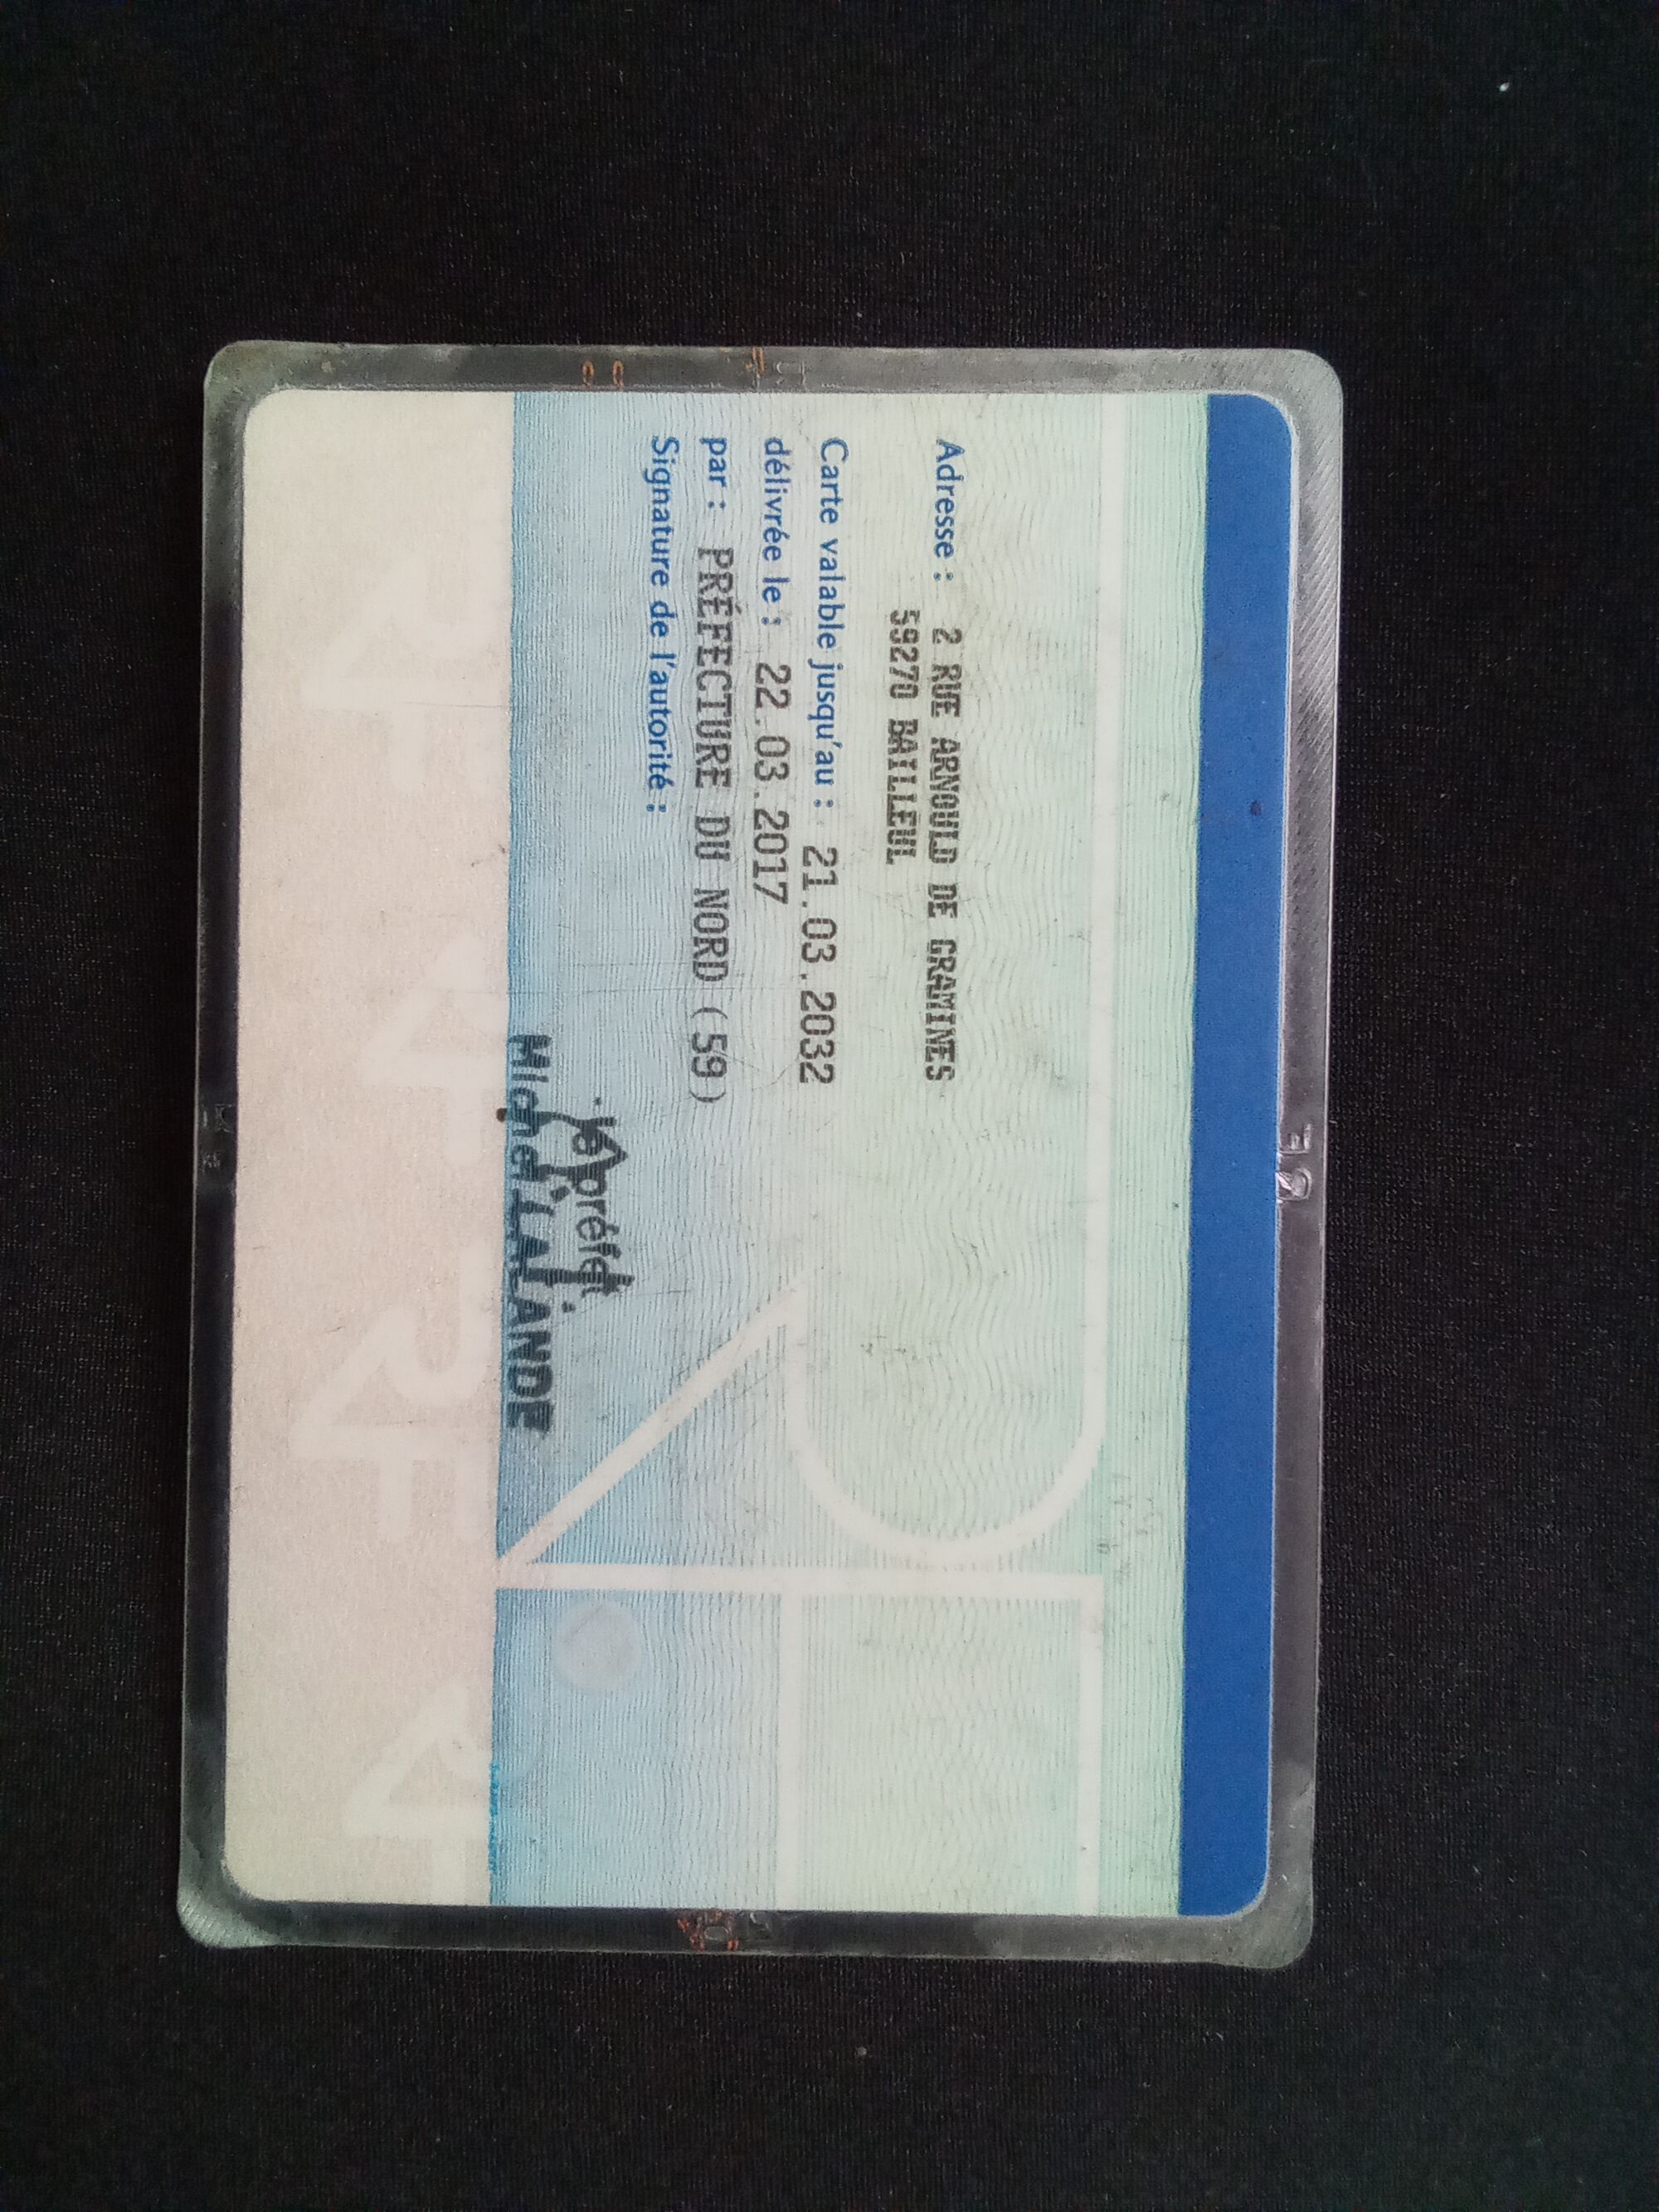 Adresse : 2 RUE ARNOULD DE GRAMINES
59270 BAILLEUL
Carte valable jusqu'au : 21.03.2032
délivrée le : 22.03.2017
par : PRÉFECTURE DU NORD (59)
Signature de l'autorité :
le préfet
Michel LALANDE